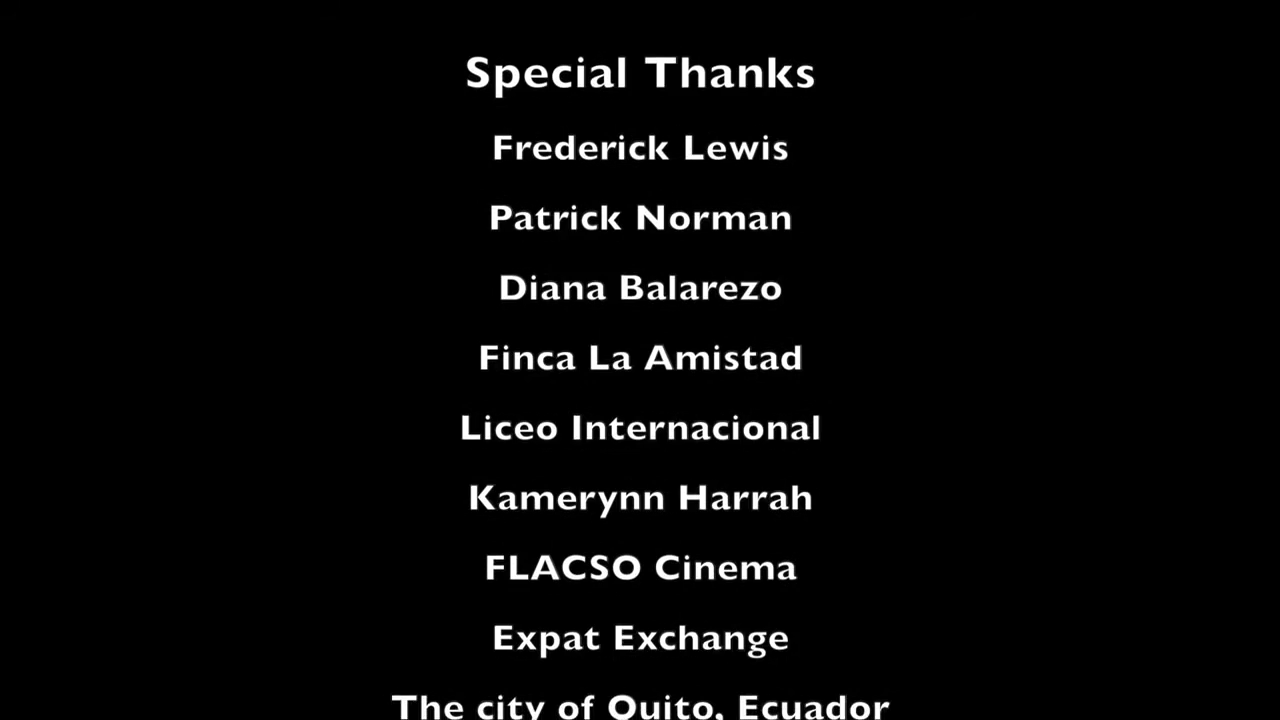 Special Thanks
Frederick Lewis
Patrick Norman
Diana Balarezo
Finca La Amistad
Liceo Internacional
Kamerynn Harrah
FLACSO Cinema
Expat Exchange
The city of Quito, Ecuador